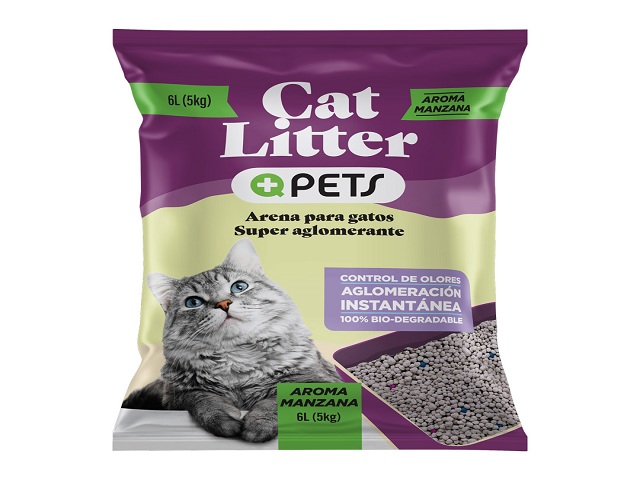 6L (5kg)
Cat
Litter
AROMA
MANZANA
QPETS
Arena para gatos
Super aglomerante
CONTROL DE OLORES
AGLOMERACIÓN
INSTANTÁNEA
100% BIO-DEGRADABLE
AROMA
MANZANA
6L (5kg)